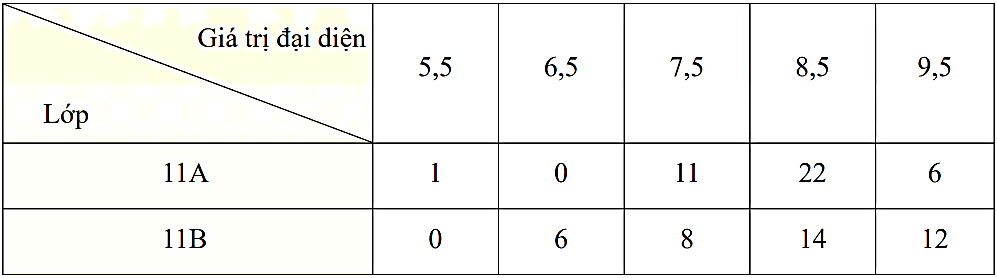 Giá trị đại diện
Lớp
5,5 6,5 7,5 8,5 9,5
11A 1 0 11 22 6
11B 0 6 8 14 12